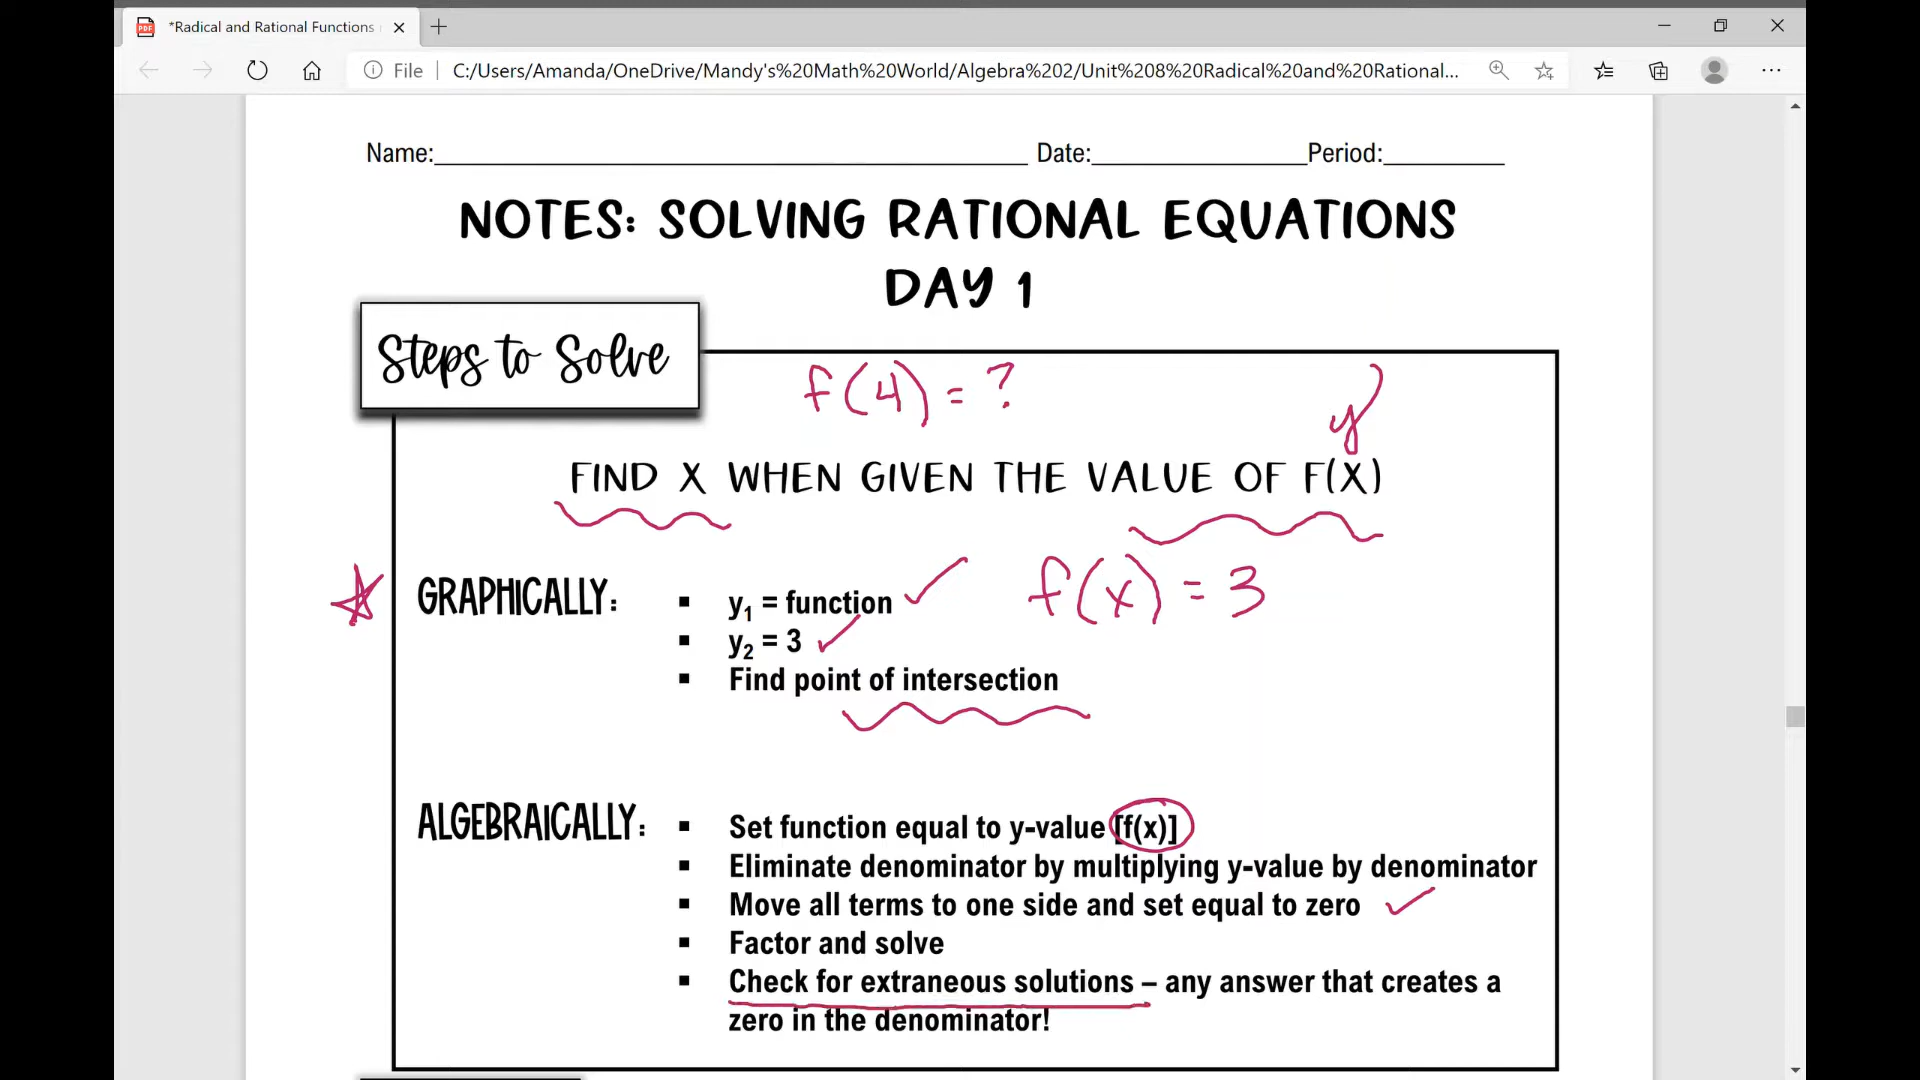 *Radical and Rational Functions
File C:/Users/Amanda/OneDrive/Mandy's%20Math%20World/Algebra%202/Unit%208%20Radical%20and%20Rational...
Name: Date: Period:
NOTES: SOLVING RATIONAL EQUATIONS
DAY 1
Steps to Solve
f(4) = ?
y
FIND X WHEN GIVEN THE VALUE OF F(X)
GRAPHICALLY:
▪ y₁ = function
f(x) = 3
▪ y₂ = 3
▪ Find point of intersection
ALGEBRAICALLY:
▪ Set function equal to y-value [f(x)]
▪ Eliminate denominator by multiplying y-value by denominator
▪ Move all terms to one side and set equal to zero
▪ Factor and solve
▪ Check for extraneous solutions – any answer that creates a
zero in the denominator!